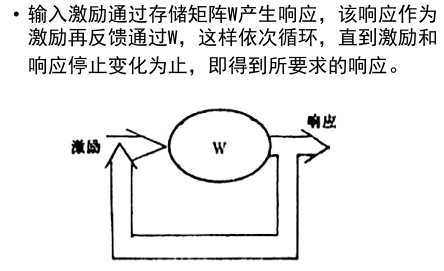 • 输入激励通过存储矩阵W产生响应，该响应作为
激励再反馈通过W，这样依次循环，直到激励和
响应停止变化为止，即得到所要求的响应。
响应
激励
W